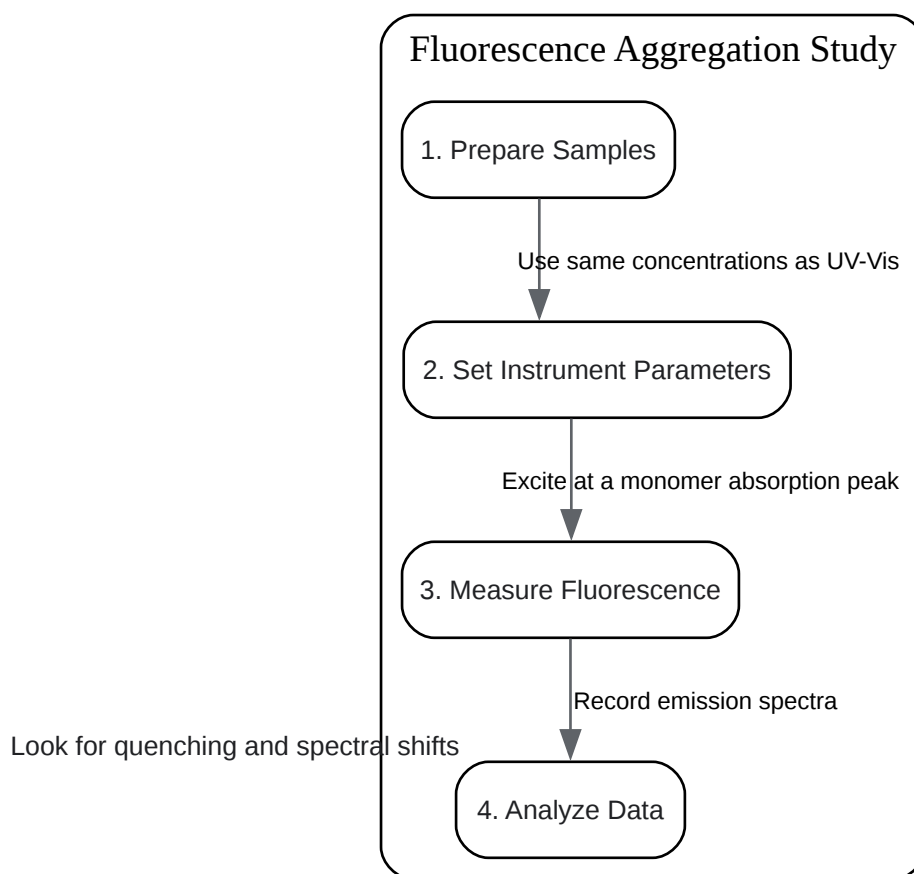 Fluorescence Aggregation Study
1. Prepare Samples
Use same concentrations as UV-Vis
2. Set Instrument Parameters
Excite at a monomer absorption peak
3. Measure Fluorescence
Record emission spectra
Look for quenching and spectral shifts
4. Analyze Data